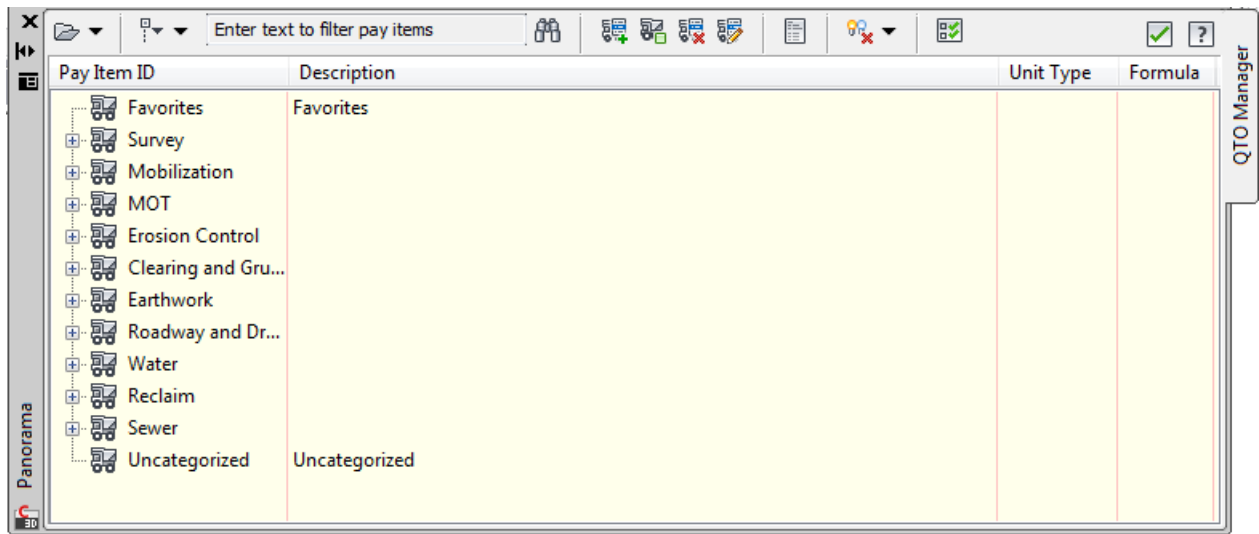 Enter text to filter pay items
?
Pay Item ID Description Unit Type Formula
Favorites Favorites
Survey
Mobilization
MOT
Erosion Control
Clearing and Gru...
Earthwork
Roadway and Dr...
Water
Reclaim
Sewer
Uncategorized Uncategorized
QTO Manager
Panorama
3D